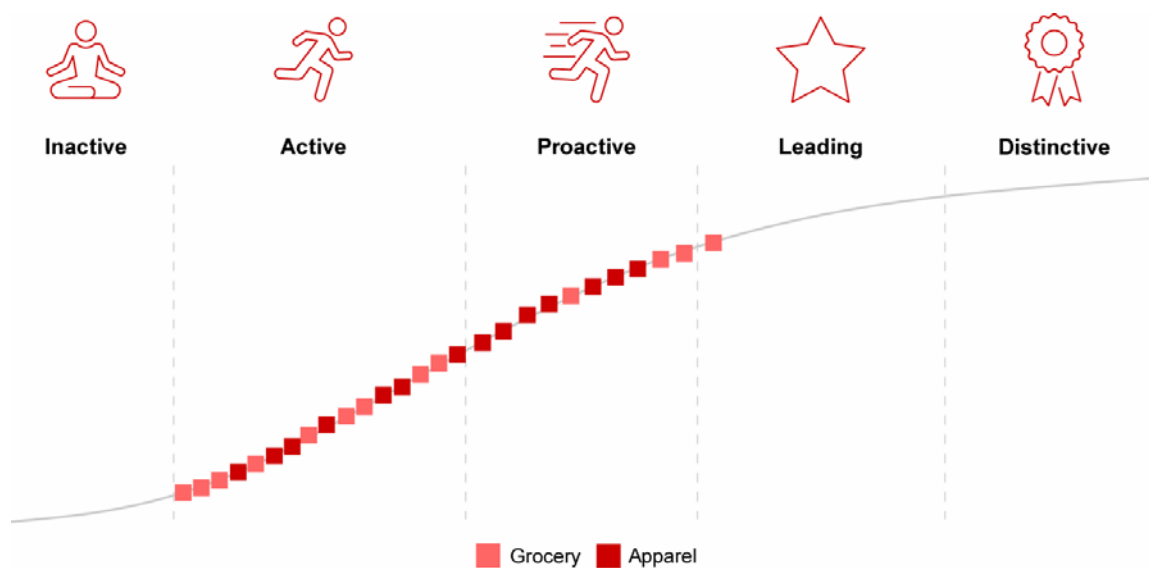 Inactive
Active
Proactive
Leading
Distinctive
Grocery
Apparel